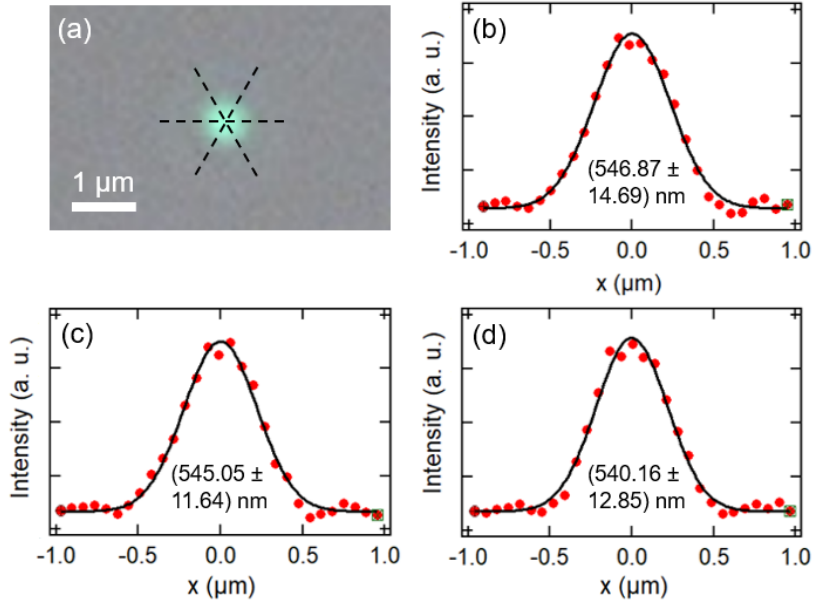 (a)
1 μm
(b)
Intensity (a. u.)
(546.87 ±
14.69) nm
-1.0 -0.5 0.0 0.5 1.0
x (μm)
(c)
Intensity (a. u.)
(545.05 ±
11.64) nm
-1.0 -0.5 0.0 0.5 1.0
x (μm)
(d)
Intensity (a. u.)
(540.16 ±
12.85) nm
-1.0 -0.5 0.0 0.5 1.0
x (μm)